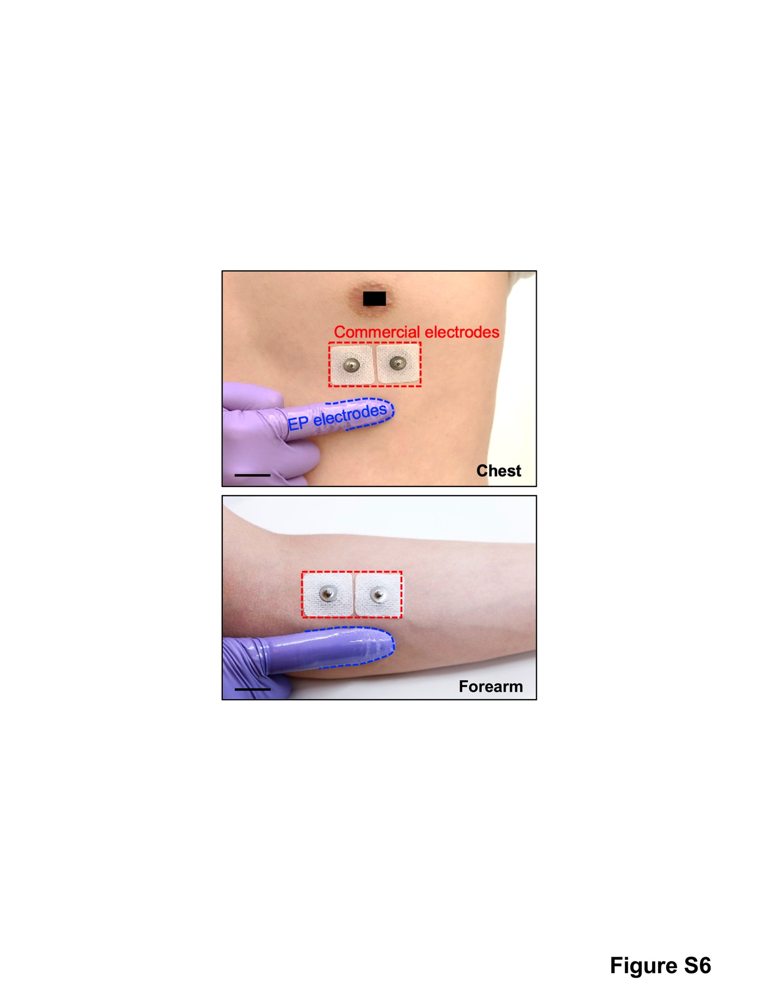 Commercial electrodes
EP electrodes
Chest
Forearm
Figure S6